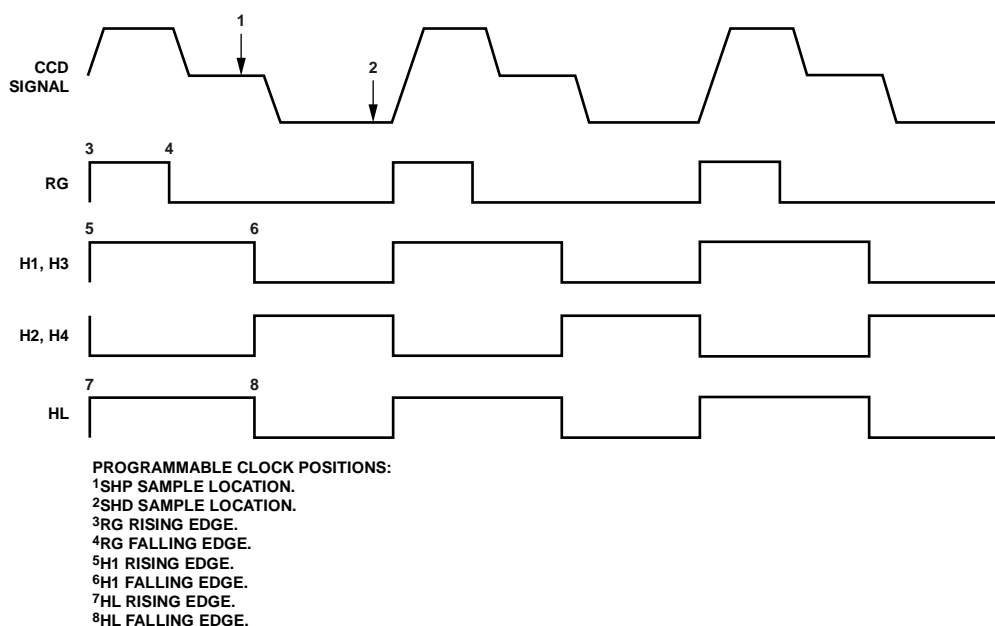 1
CCD
SIGNAL
2
3
4
RG
5
6
H1, H3
H2, H4
7
8
HL
PROGRAMMABLE CLOCK POSITIONS:
1SHP SAMPLE LOCATION.
2SHD SAMPLE LOCATION.
3RG RISING EDGE.
4RG FALLING EDGE.
5H1 RISING EDGE.
6H1 FALLING EDGE.
7HL RISING EDGE.
8HL FALLING EDGE.